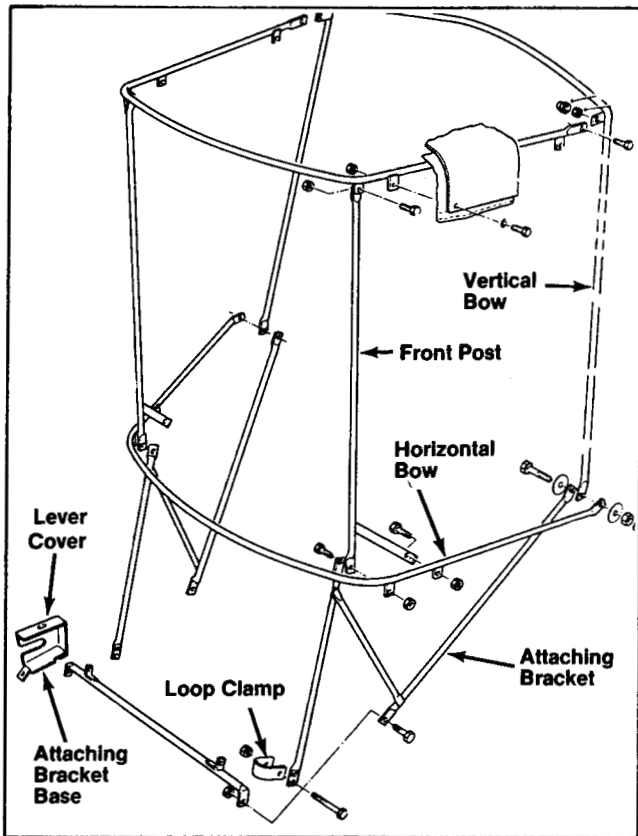 Vertical
Bow
Front Post
Horizontal
Bow
Lever
Cover
Attaching
Bracket
Loop Clamp
Attaching
Bracket
Base